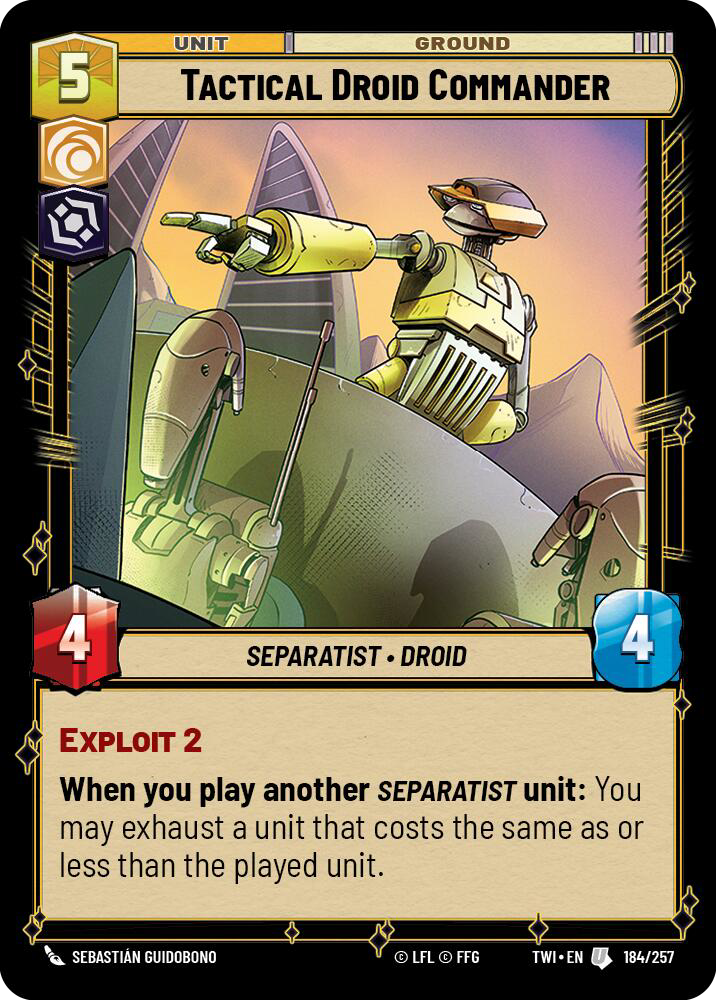 UNIT
GROUND
5
TACTICAL DROID COMMANDER
4
SEPARATIST • DROID
4
EXPLOIT 2
When you play another SEPARATIST unit: You
may exhaust a unit that costs the same as or
less than the played unit.
SEBASTIÁN GUIDOBONO
© LFL © FFG
TWI • EN
U
184/257